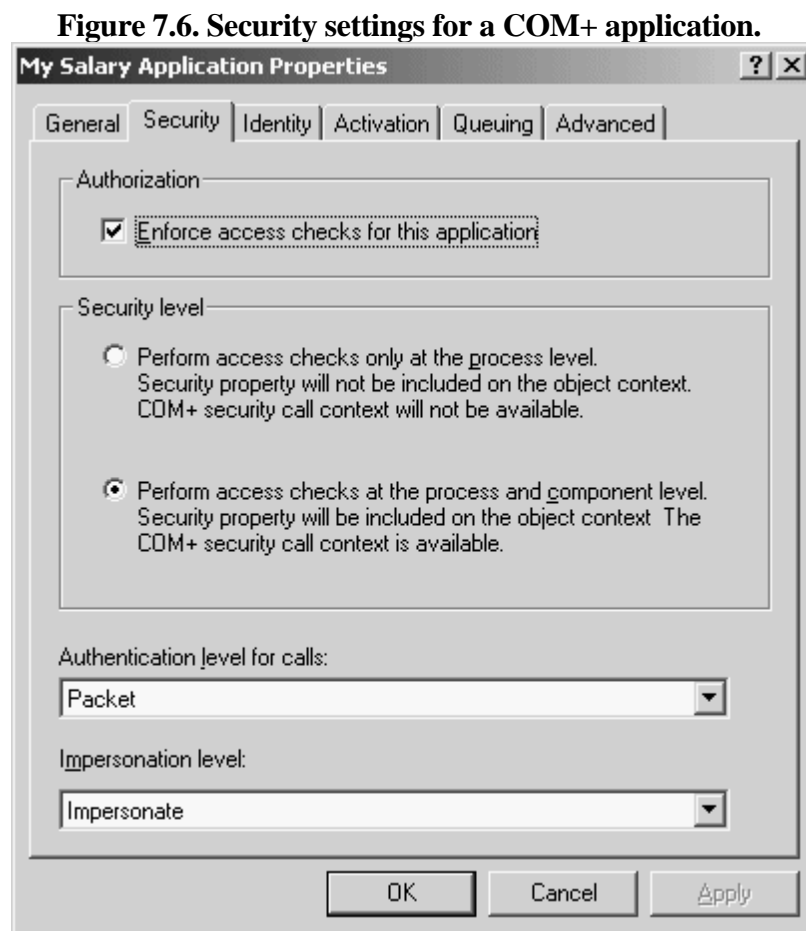 Figure 7.6. Security settings for a COM+ application.
My Salary Application Properties
General Security Identity Activation Queuing Advanced
Authorization
Enforce access checks for this application
Security level
Perform access checks only at the process level.
Security property will not be included on the object context.
COM+ security call context will not be available.
Perform access checks at the process and component level.
Security property will be included on the object context The
COM+ security call context is available.
Authentication level for calls:
Packet
Impersonation level:
Impersonate
OK Cancel Apply